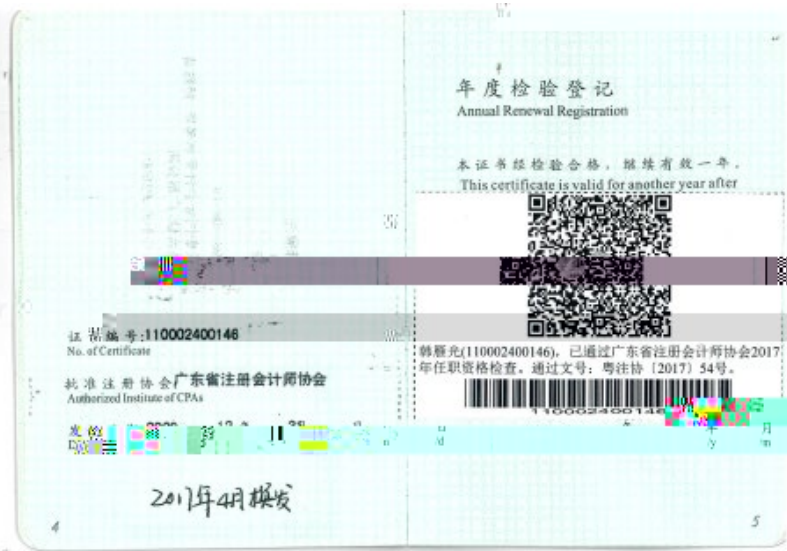 证书编号:110002400146
No. of Certificate
批准注册协会广东省注册会计师协会
Authorized Institute of CPAs
发
2017年4月换发
4
年度检验登记
Annual Renewal Registration
本证书经检验合格，继续有效一年。
This certificate is valid for another year after
韩雁光(110002400146)，已通过广东省注册会计师协会2017
年任职资格检查。通过文号：粤注协〔2017〕54号。
110002400146
年 月
/y /m
5